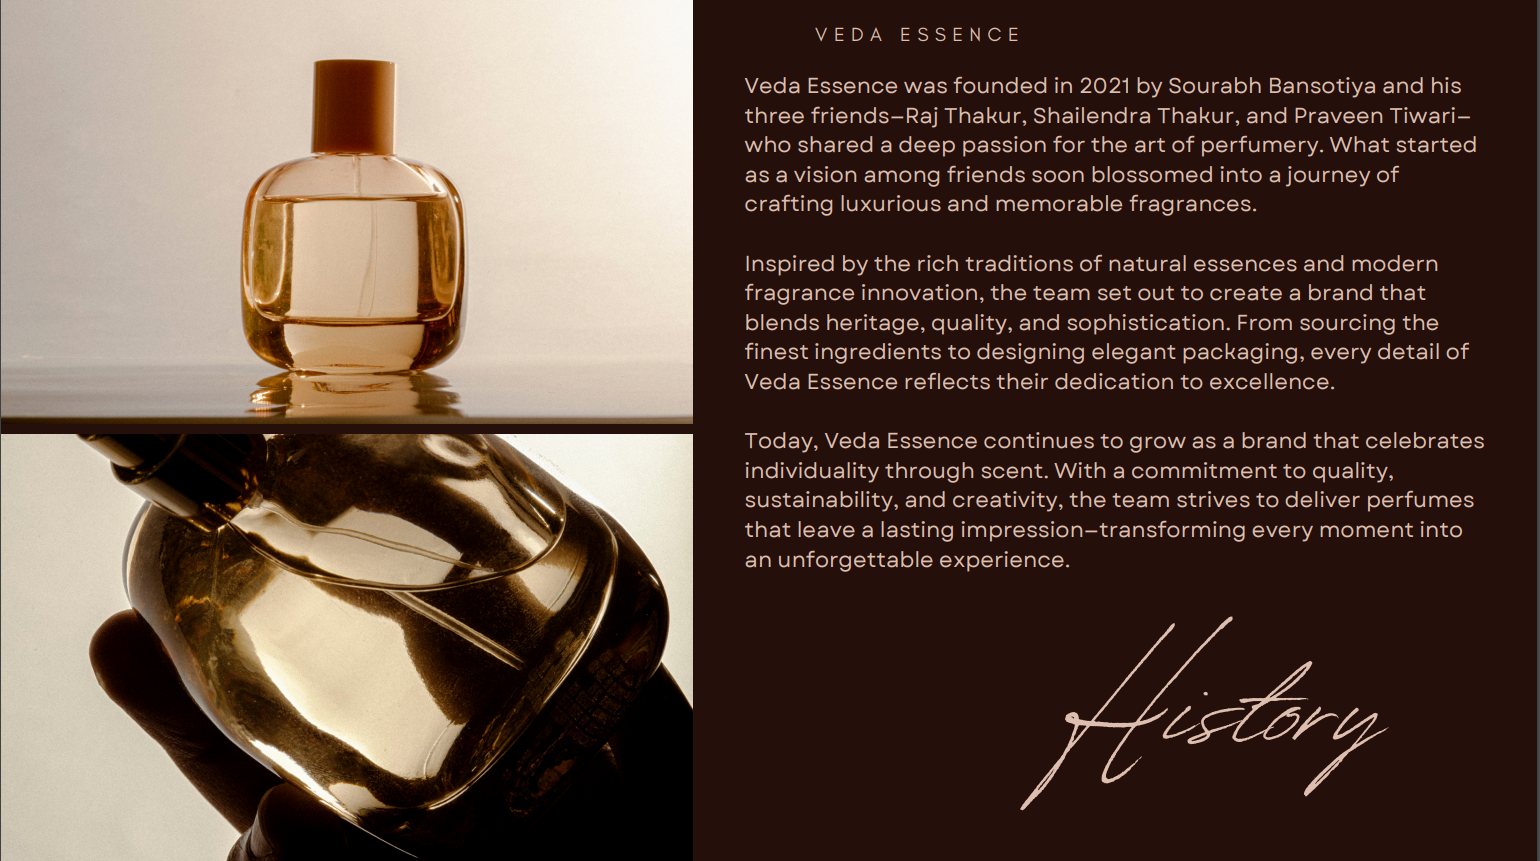 VEDA ESSENCE
Veda Essence was founded in 2021 by Sourabh Bansotiya and his
three friends—Raj Thakur, Shailendra Thakur, and Praveen Tiwari—
who shared a deep passion for the art of perfumery. What started
as a vision among friends soon blossomed into a journey of
crafting luxurious and memorable fragrances.
Inspired by the rich traditions of natural essences and modern
fragrance innovation, the team set out to create a brand that
blends heritage, quality, and sophistication. From sourcing the
finest ingredients to designing elegant packaging, every detail of
Veda Essence reflects their dedication to excellence.
Today, Veda Essence continues to grow as a brand that celebrates
individuality through scent. With a commitment to quality,
sustainability, and creativity, the team strives to deliver perfumes
that leave a lasting impression—transforming every moment into
an unforgettable experience.
History